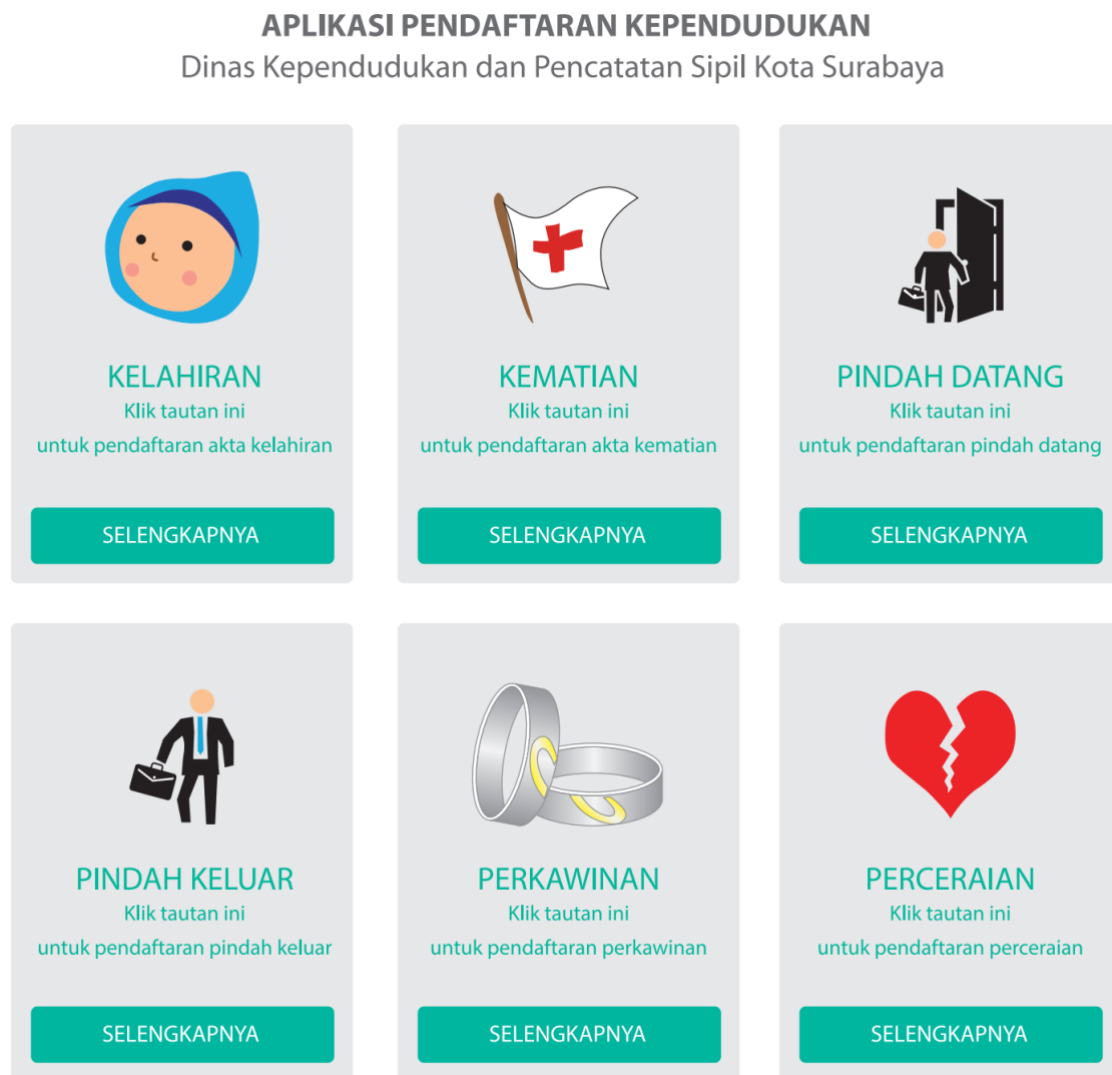 APLIKASI PENDAFTARAN KEPENDUDUKAN
Dinas Kependudukan dan Pencatatan Sipil Kota Surabaya
KELAHIRAN
Klik tautan ini
untuk pendaftaran akta kelahiran
SELENGKAPNYA
KEMATIAN
Klik tautan ini
untuk pendaftaran akta kematian
SELENGKAPNYA
PINDAH DATANG
Klik tautan ini
untuk pendaftaran pindah datang
SELENGKAPNYA
PINDAH KELUAR
Klik tautan ini
untuk pendaftaran pindah keluar
SELENGKAPNYA
PERKAWINAN
Klik tautan ini
untuk pendaftaran perkawinan
SELENGKAPNYA
PERCERAIAN
Klik tautan ini
untuk pendaftaran perceraian
SELENGKAPNYA